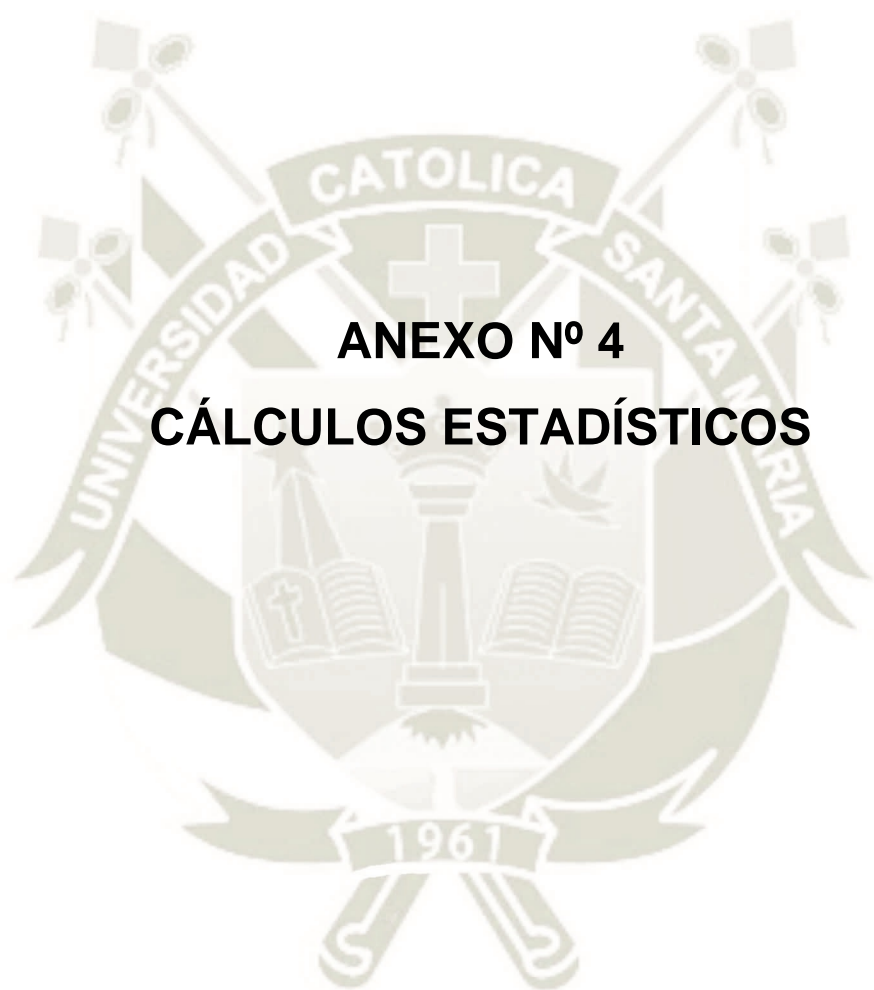 CATOLICA
UNIVERSIDAD
SANTA MARIA
ANEXO Nº 4
CÁLCULOS ESTADÍSTICOS
1961